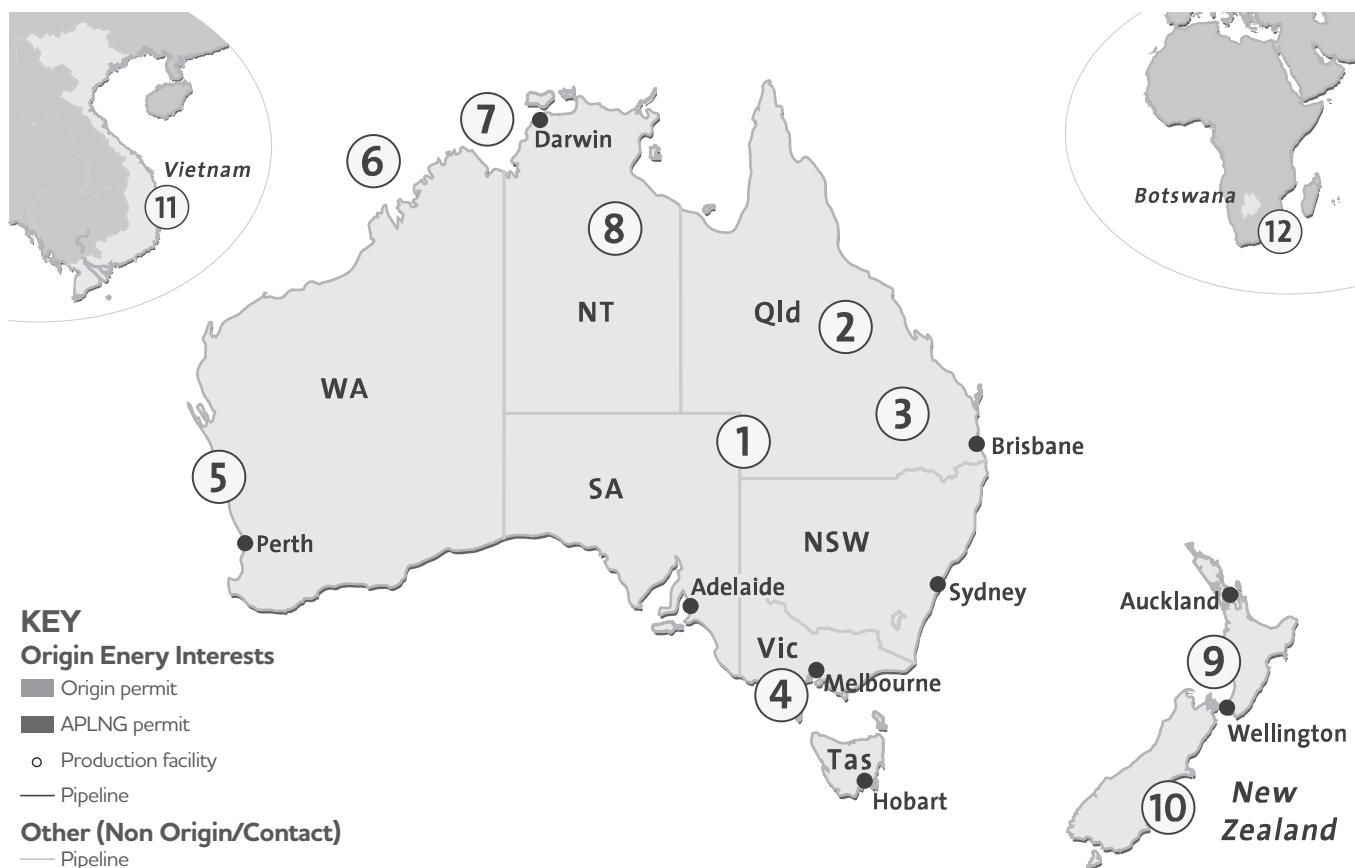 Vietnam
11
7
Darwin
6
8
Botswana
12
NT
Qld
2
WA
3
1
Brisbane
5
SA
Perth
NSW
Adelaide
Sydney
Auckland
Vic
Melbourne
4
9
Wellington
Tas
Hobart
10
New
Zealand
KEY
Origin Enery Interests
Origin permit
APLNG permit
Production facility
Pipeline
Other (Non Origin/Contact)
Pipeline